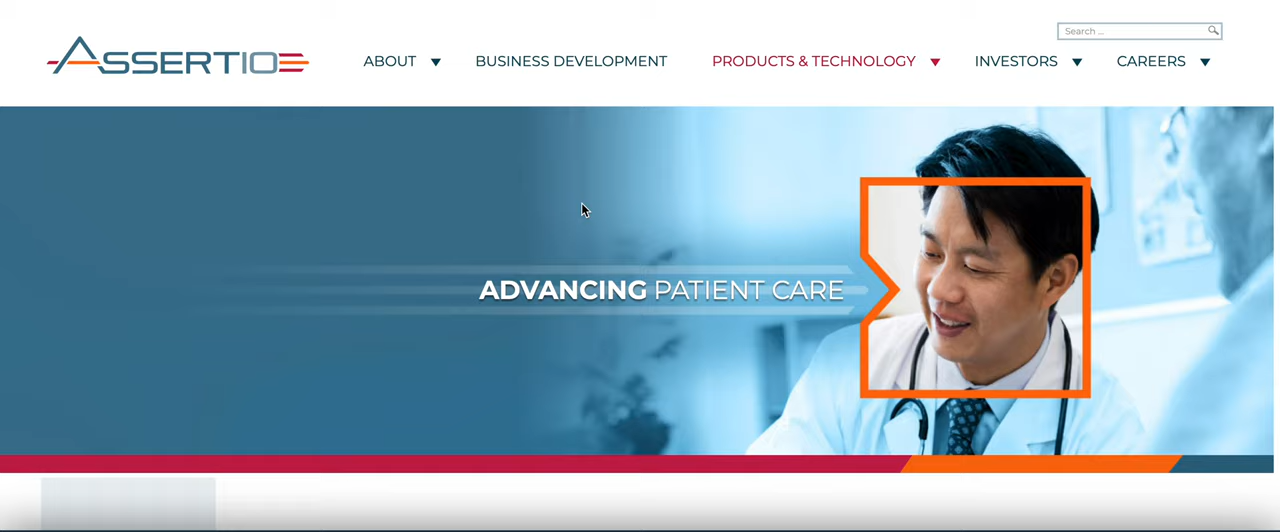 Search ...
ASSERTIO
ABOUT
BUSINESS DEVELOPMENT
PRODUCTS & TECHNOLOGY
INVESTORS
CAREERS
ADVANCING PATIENT CARE